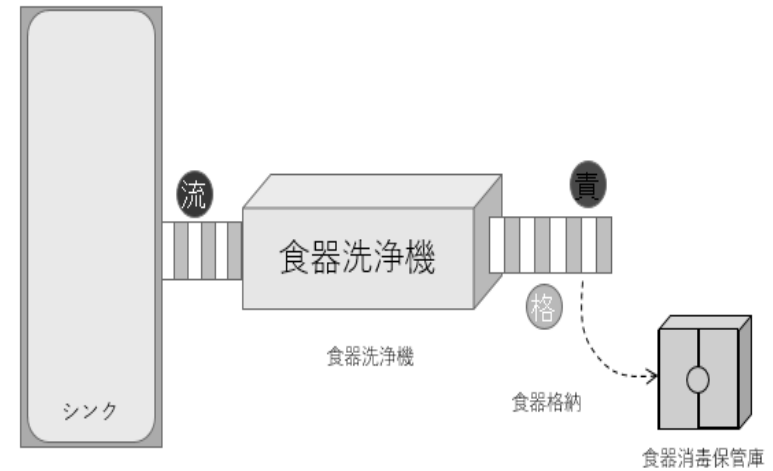 流
責
食器洗浄機
格
食器洗浄機
シンク
食器格納
食器消毒保管庫